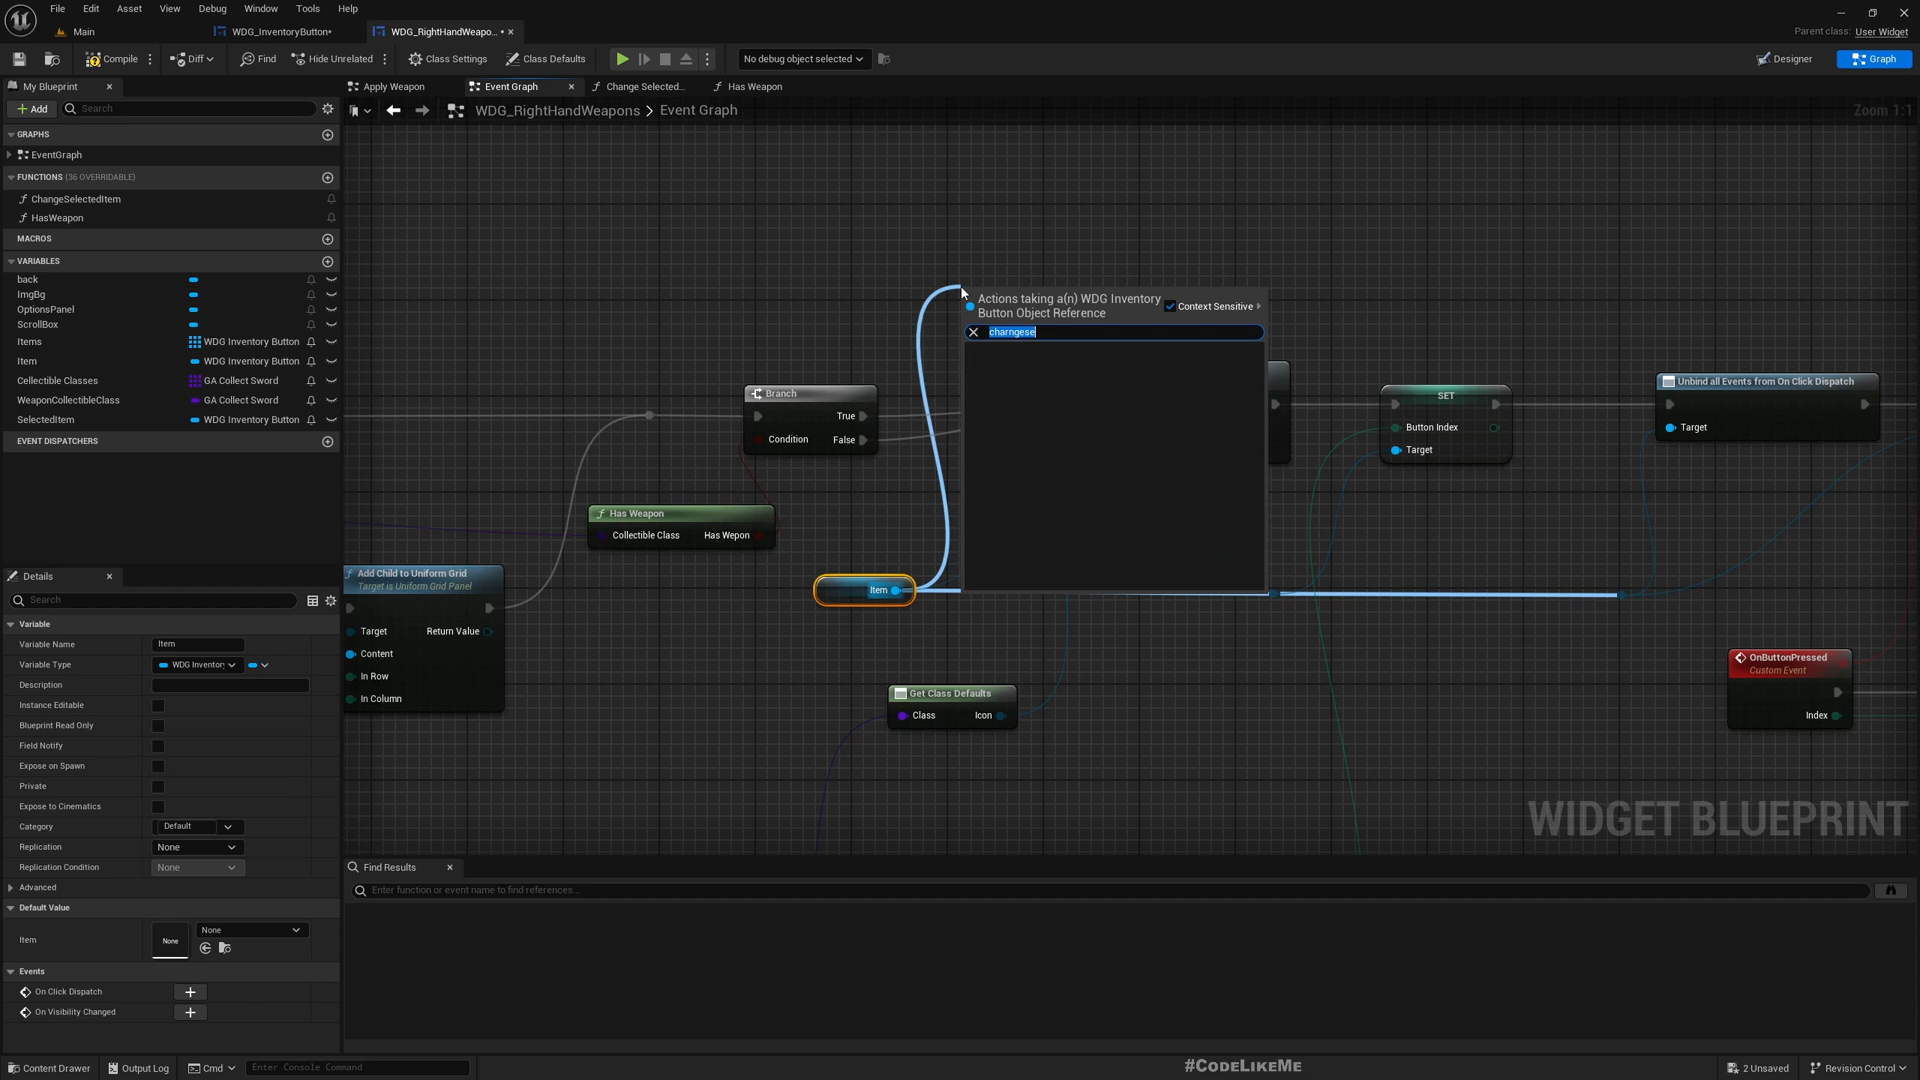 File Edit Asset View Debug Window Tools Help
Main
WDG_InventoryButton•
WDG_RightHandWeapo... •
Parent class: User Widget
Compile
Diff
Find
Hide Unrelated
Class Settings
Class Defaults
No debug object selected
Designer
Graph
My Blueprint
Apply Weapon
Event Graph
Change Selected...
Has Weapon
Add
Search
WDG_RightHandWeapons > Event Graph
Zoom 1:1
GRAPHS
EventGraph
FUNCTIONS (36 OVERRIDABLE)
ChangeSelectedItem
HasWeapon
MACROS
VARIABLES
back
ImgBg
OptionsPanel
ScrollBox
Items WDG Inventory Button
Item WDG Inventory Button
Collectible Classes GA Collect Sword
WeaponCollectibleClass GA Collect Sword
SelectedItem WDG Inventory Button
EVENT DISPATCHERS
Actions taking a(n) WDG Inventory
Button Object Reference
Context Sensitive
charngese
Branch
True
Condition False
Has Weapon
Collectible Class Has Wepon
Add Child to Uniform Grid
Target is Uniform Grid Panel
Target Return Value
Content
In Row
In Column
Item
Get Class Defaults
Class Icon
SET
Button Index
Target
Unbind all Events from On Click Dispatch
Target
OnButtonPressed
Custom Event
Index
WIDGET BLUEPRINT
Details
Search
Variable
Variable Name Item
Variable Type WDG Inventor
Description
Instance Editable
Blueprint Read Only
Field Notify
Expose on Spawn
Private
Expose to Cinematics
Category Default
Replication None
Replication Condition None
Advanced
Default Value
Item None None
Events
On Click Dispatch
On Visibility Changed
Find Results
Enter function or event name to find references...
Content Drawer
Output Log
Cmd
Enter Console Command
#CODELIKEME
2 Unsaved
Revision Control